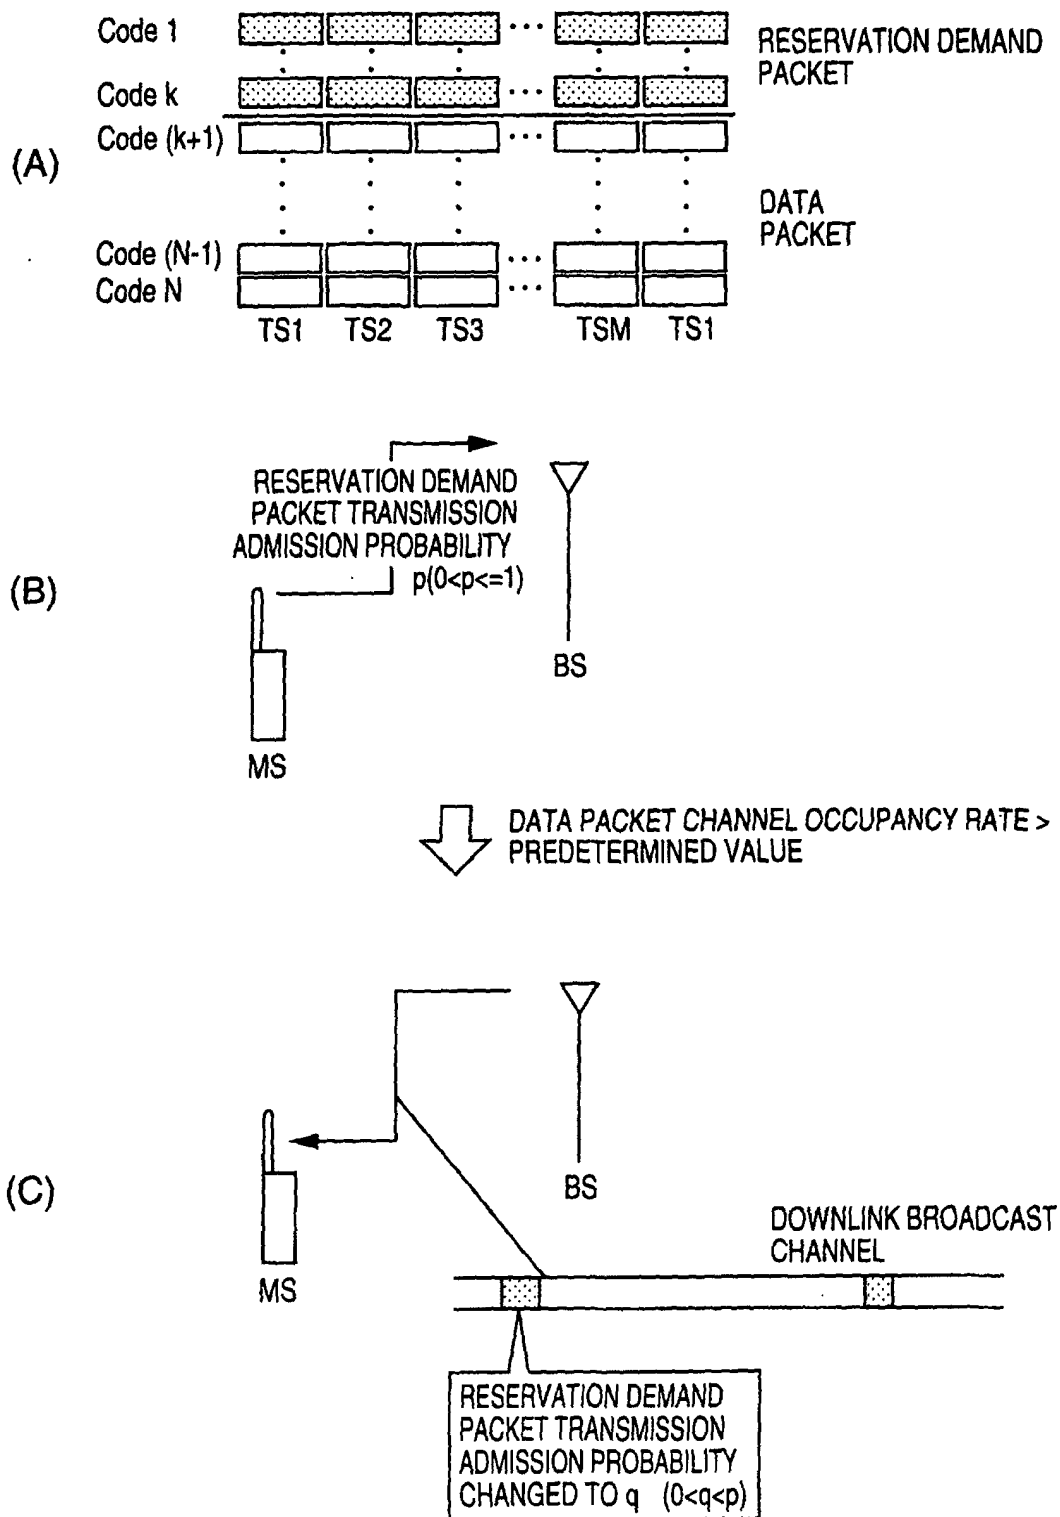 (A)
Code 1
RESERVATION DEMAND
PACKET
Code k
Code (k+1)
DATA
PACKET
Code (N-1)
Code N
TS1 TS2 TS3 TSM TS1
(B)
RESERVATION DEMAND
PACKET TRANSMISSION
ADMISSION PROBABILITY
p(0<p<=1)
BS
MS
DATA PACKET CHANNEL OCCUPANCY RATE >
PREDETERMINED VALUE
(C)
BS
MS
DOWNLINK BROADCAST
CHANNEL
RESERVATION DEMAND
PACKET TRANSMISSION
ADMISSION PROBABILITY
CHANGED TO q (0<q<p)